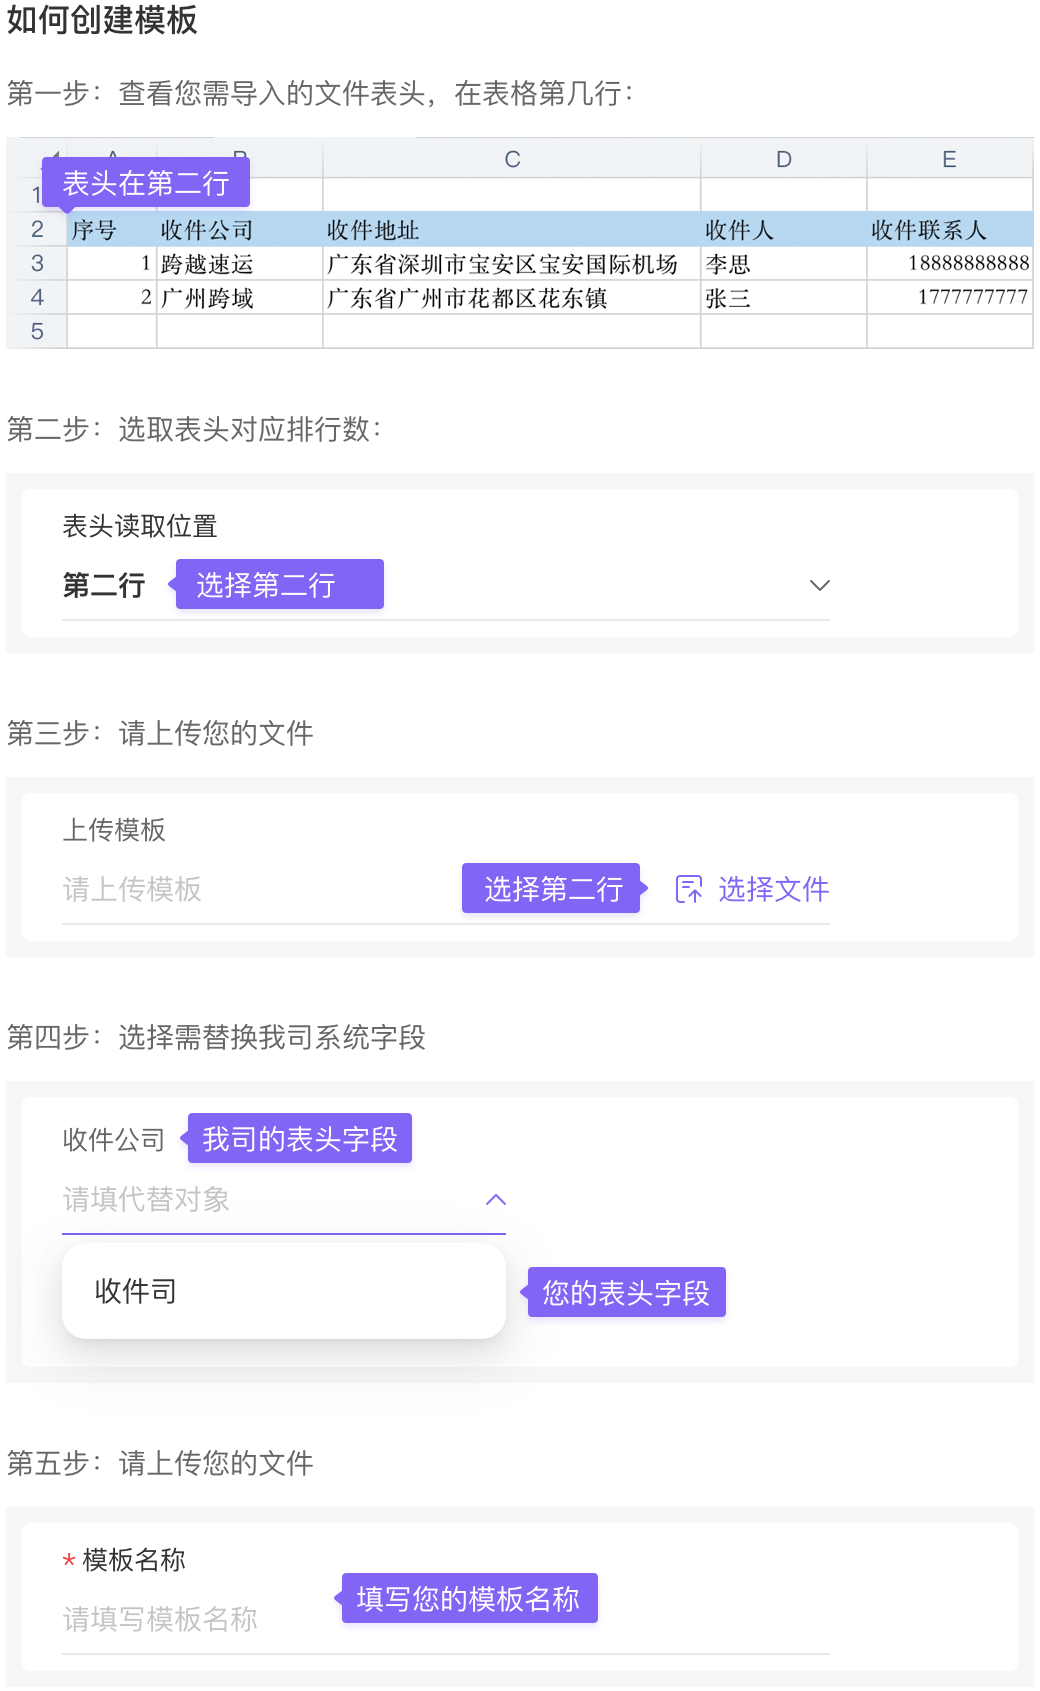 如何创建模板
第一步：查看您需导入的文件表头，在表格第几行：
C D E
表头在第二行
1
2 序号 收件公司 收件地址 收件人 收件联系人
3 1 跨越速运 广东省深圳市宝安区宝安国际机场 李思 18888888888
4 2 广州跨域 广东省广州市花都区花东镇 张三 1777777777
5
第二步：选取表头对应排行数：
表头读取位置
第二行 选择第二行
第三步：请上传您的文件
上传模板
请上传模板 选择第二行 选择文件
第四步：选择需替换我司系统字段
收件公司 我司的表头字段
请填代替对象
收件司 您的表头字段
第五步：请上传您的文件
* 模板名称
填写您的模板名称
请填写模板名称